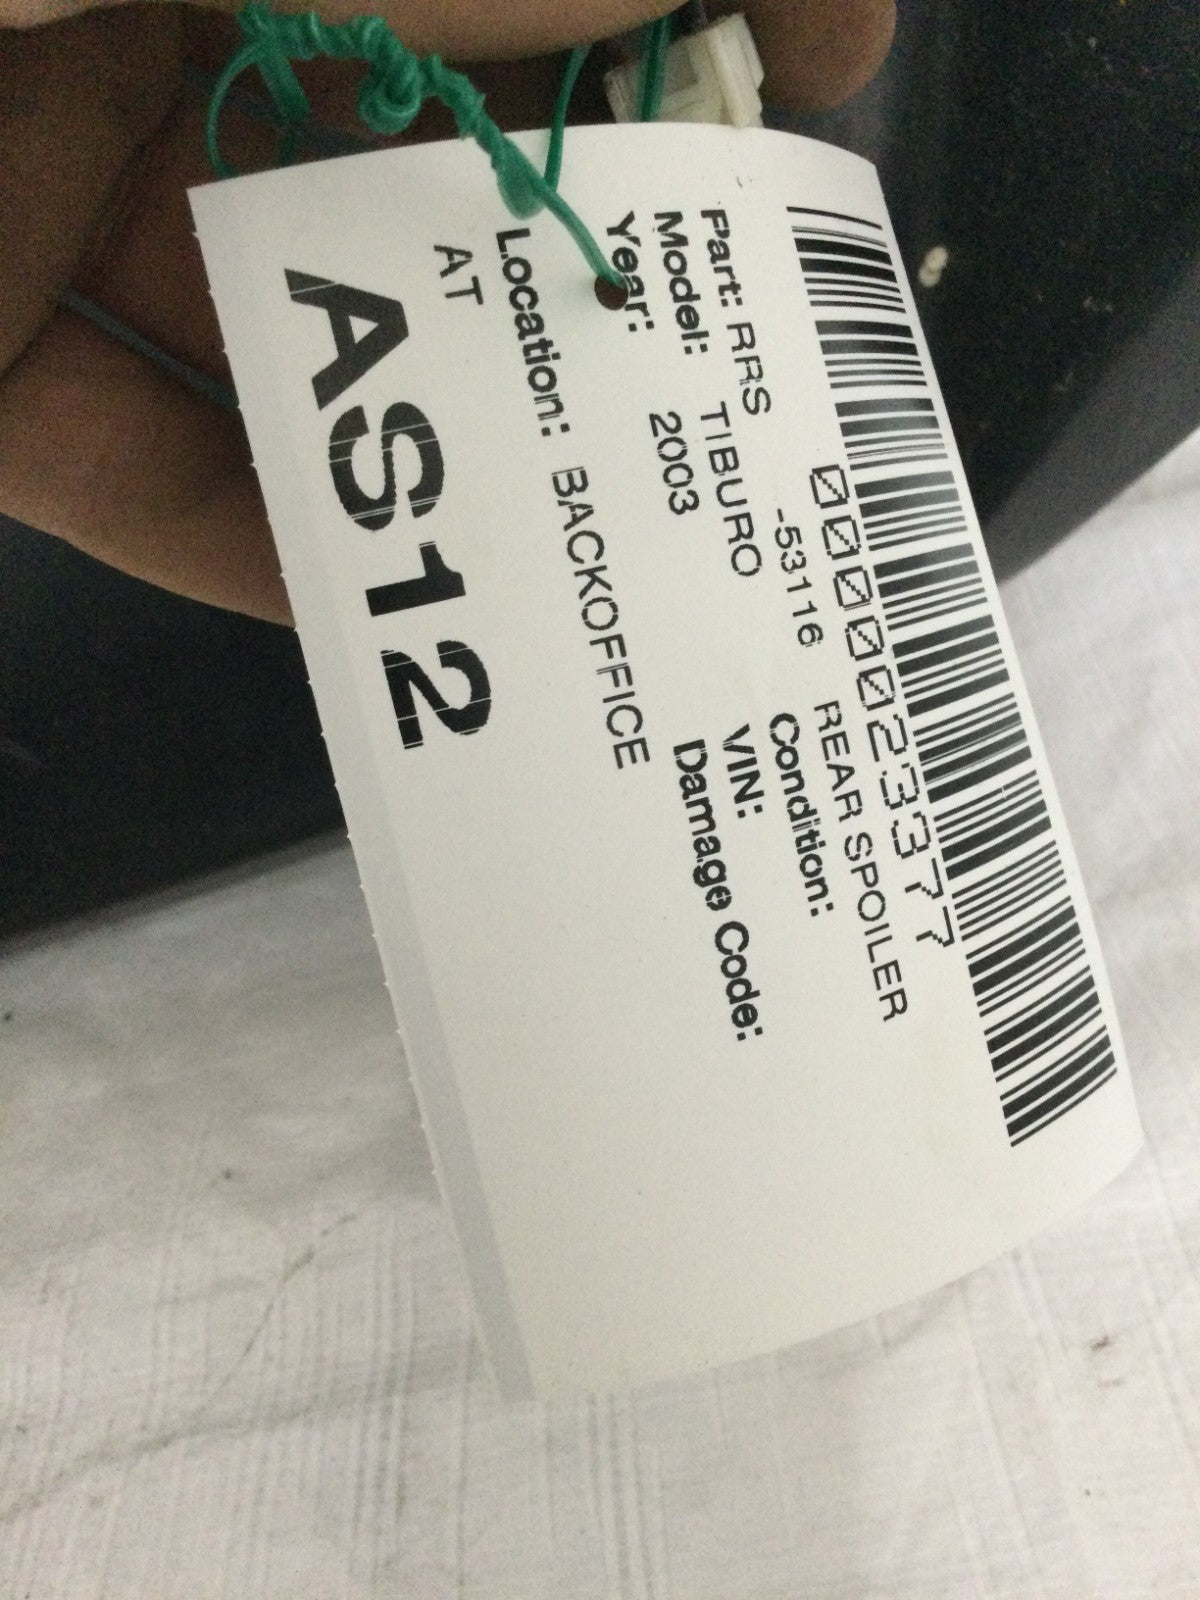 0000023377
Part: RRS -53116 REAR SPOILER
Model: TIBURO Condition:
Year: 2003 VIN:
Damage Code:
Location: BACKOFFICE
AT
AS12